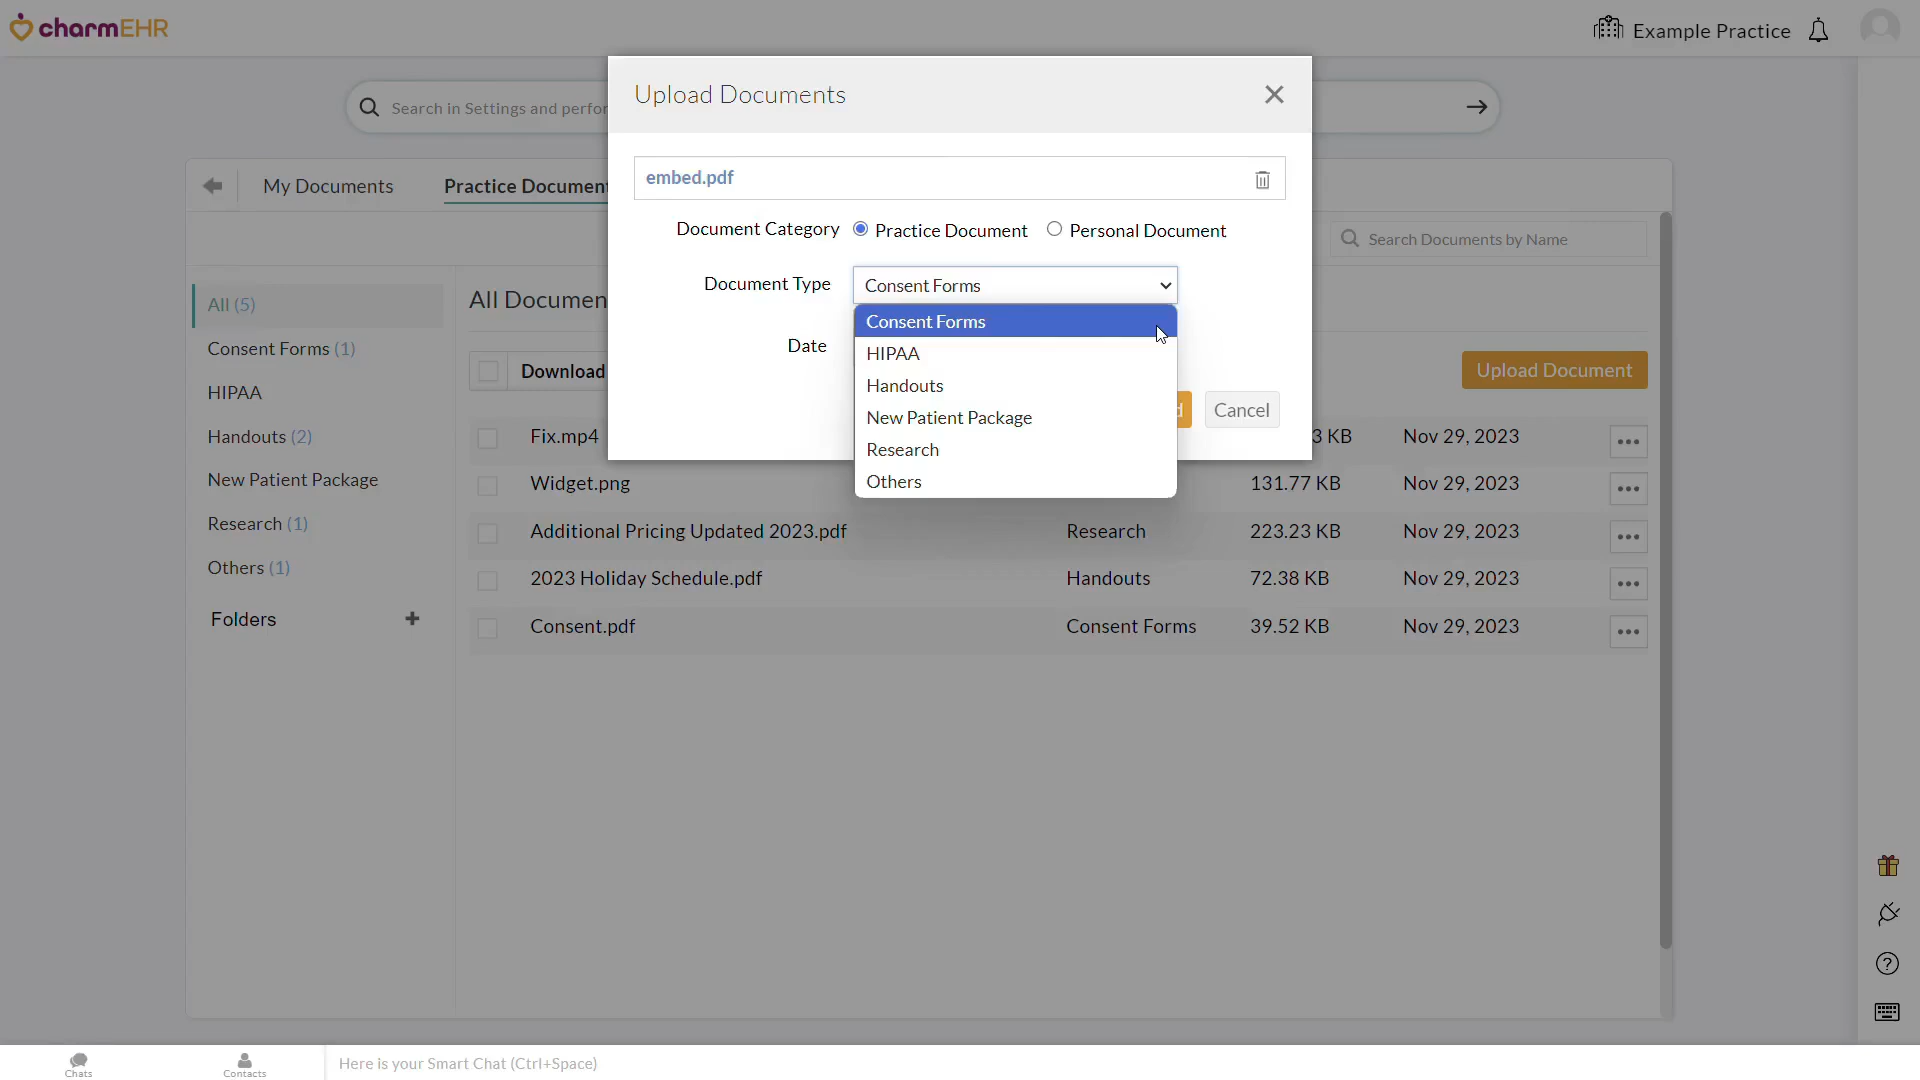 charmEHR
Example Practice
Search in Settings and perfor
Upload Documents
embed.pdf
Document Category
Practice Document
Personal Document
Document Type
Consent Forms
Consent Forms
HIPAA
Handouts
New Patient Package
Research
Others
Date
d
Cancel
My Documents
Practice Document
Search Documents by Name
All (5)
Consent Forms (1)
HIPAA
Handouts (2)
New Patient Package
Research (1)
Others (1)
Folders
All Documen
Download
Upload Document
Fix.mp4 3 KB Nov 29, 2023
Widget.png 131.77 KB Nov 29, 2023
Additional Pricing Updated 2023.pdf Research 223.23 KB Nov 29, 2023
2023 Holiday Schedule.pdf Handouts 72.38 KB Nov 29, 2023
Consent.pdf Consent Forms 39.52 KB Nov 29, 2023
Chats
Contacts
Here is your Smart Chat (Ctrl+Space)